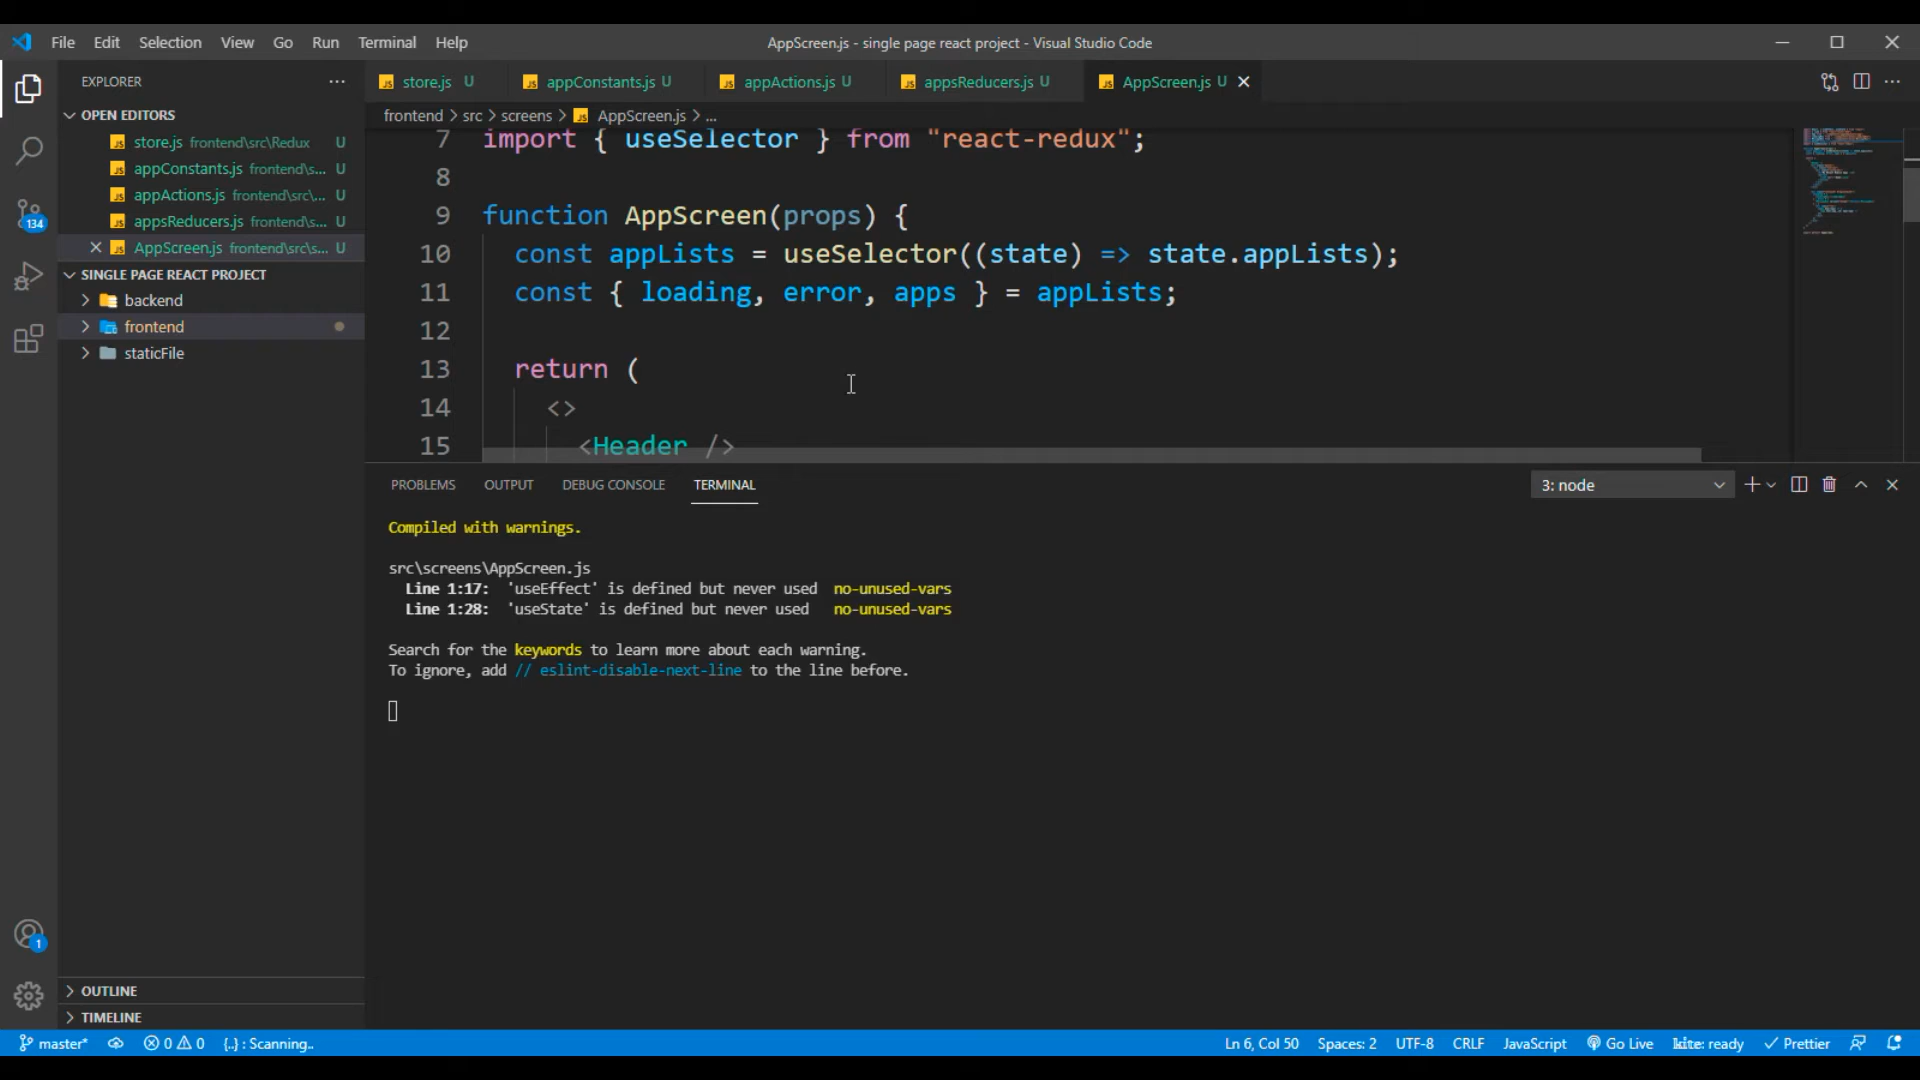 File Edit Selection View Go Run Terminal Help
AppScreen.js - single page react project - Visual Studio Code
EXPLORER
OPEN EDITORS
store.js frontend\src\Redux U
appConstants.js frontend\s... U
appActions.js frontend\src\... U
appsReducers.js frontend\s... U
AppScreen.js frontend\src\s... U
SINGLE PAGE REACT PROJECT
backend
frontend
staticFile
OUTLINE
TIMELINE
134
1
store.js U appConstants.js U appActions.js U appsReducers.js U AppScreen.js U
frontend > src > screens > AppScreen.js > ...
7 import { useSelector } from "react-redux";
8
9 function AppScreen(props) {
10 const appLists = useSelector((state) => state.appLists);
11 const { loading, error, apps } = appLists;
12
13 return (
14 <>
15 <Header />
PROBLEMS OUTPUT DEBUG CONSOLE TERMINAL 3: node
Compiled with warnings.
src\screens\AppScreen.js
Line 1:17: 'useEffect' is defined but never used no-unused-vars
Line 1:28: 'useState' is defined but never used no-unused-vars
Search for the keywords to learn more about each warning.
To ignore, add // eslint-disable-next-line to the line before.
master* 0 0 {..} : Scanning.. Ln 6, Col 50 Spaces: 2 UTF-8 CRLF JavaScript Go Live ready Prettier